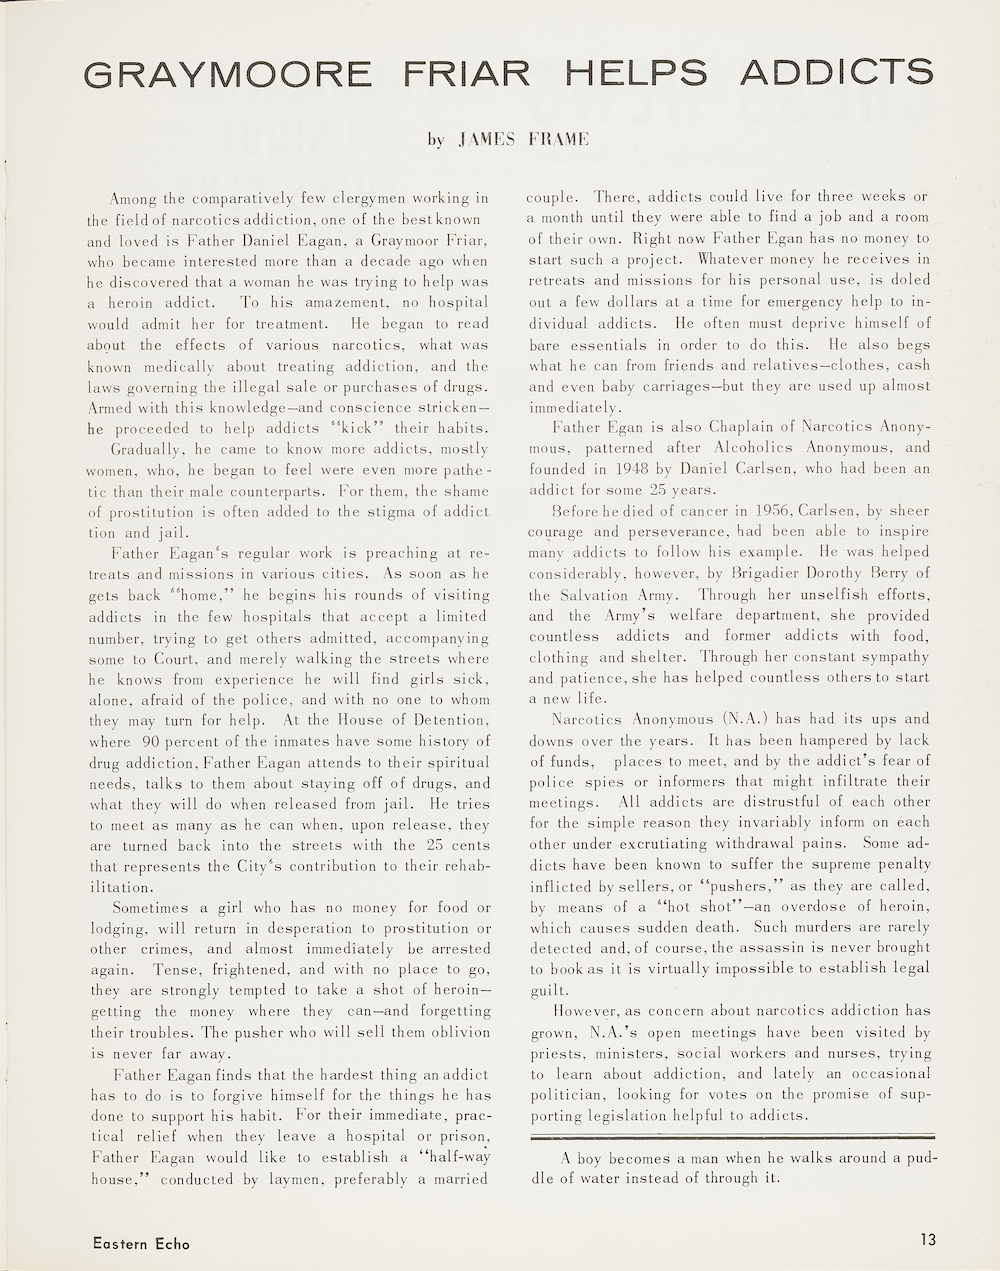 GRAYMOORE FRIAR HELPS ADDICTS
by JAMES FRAME
Among the comparatively few clergymen working in
the field of narcotics addiction, one of the best known
and loved is Father Daniel Eagan, a Graymoor Friar,
who became interested more than a decade ago when
he discovered that a woman he was trying to help was
a heroin addict. To his amazement, no hospital
would admit her for treatment. He began to read
about the effects of various narcotics, what was
known medically about treating addiction, and the
laws governing the illegal sale or purchases of drugs.
Armed with this knowledge—and conscience stricken—
he proceeded to help addicts "kick" their habits.
Gradually, he came to know more addicts, mostly
women, who, he began to feel were even more pathe-
tic than their male counterparts. For them, the shame
of prostitution is often added to the stigma of addict
tion and jail.
Father Eagan's regular work is preaching at re-
treats and missions in various cities. As soon as he
gets back "home," he begins his rounds of visiting
addicts in the few hospitals that accept a limited
number, trying to get others admitted, accompanying
some to Court, and merely walking the streets where
he knows from experience he will find girls sick,
alone, afraid of the police, and with no one to whom
they may turn for help. At the House of Detention,
where 90 percent of the inmates have some history of
drug addiction, Father Eagan attends to their spiritual
needs, talks to them about staying off of drugs, and
what they will do when released from jail. He tries
to meet as many as he can when, upon release, they
are turned back into the streets with the 25 cents
that represents the City's contribution to their rehab-
ilitation.
Sometimes a girl who has no money for food or
lodging, will return in desperation to prostitution or
other crimes, and almost immediately be arrested
again. Tense, frightened, and with no place to go,
they are strongly tempted to take a shot of heroin—
getting the money where they can—and forgetting
their troubles. The pusher who will sell them oblivion
is never far away.
Father Eagan finds that the hardest thing an addict
has to do is to forgive himself for the things he has
done to support his habit. For their immediate, prac-
tical relief when they leave a hospital or prison,
Father Eagan would like to establish a "half-way
house," conducted by laymen, preferably a married
couple. There, addicts could live for three weeks or
a month until they were able to find a job and a room
of their own. Right now Father Egan has no money to
start such a project. Whatever money he receives in
retreats and missions for his personal use, is doled
out a few dollars at a time for emergency help to in-
dividual addicts. He often must deprive himself of
bare essentials in order to do this. He also begs
what he can from friends and relatives—clothes, cash
and even baby carriages—but they are used up almost
immediately.
Father Egan is also Chaplain of Narcotics Anony-
mous, patterned after Alcoholics Anonymous, and
founded in 1948 by Daniel Carlsen, who had been an
addict for some 25 years.
Before he died of cancer in 1956, Carlsen, by sheer
courage and perseverance, had been able to inspire
many addicts to follow his example. He was helped
considerably, however, by Brigadier Dorothy Berry of
the Salvation Army. Through her unselfish efforts,
and the Army's welfare department, she provided
countless addicts and former addicts with food,
clothing and shelter. Through her constant sympathy
and patience, she has helped countless others to start
a new life.
Narcotics Anonymous (N.A.) has had its ups and
downs over the years. It has been hampered by lack
of funds, places to meet, and by the addict's fear of
police spies or informers that might infiltrate their
meetings. All addicts are distrustful of each other
for the simple reason they invariably inform on each
other under excrutiating withdrawal pains. Some ad-
dicts have been known to suffer the supreme penalty
inflicted by sellers, or "pushers," as they are called,
by means of a "hot shot"—an overdose of heroin,
which causes sudden death. Such murders are rarely
detected and, of course, the assassin is never brought
to book as it is virtually impossible to establish legal
guilt.
However, as concern about narcotics addiction has
grown, N.A.'s open meetings have been visited by
priests, ministers, social workers and nurses, trying
to learn about addiction, and lately an occasional
politician, looking for votes on the promise of sup-
porting legislation helpful to addicts.
A boy becomes a man when he walks around a pud-
dle of water instead of through it.
Eastern Echo
13